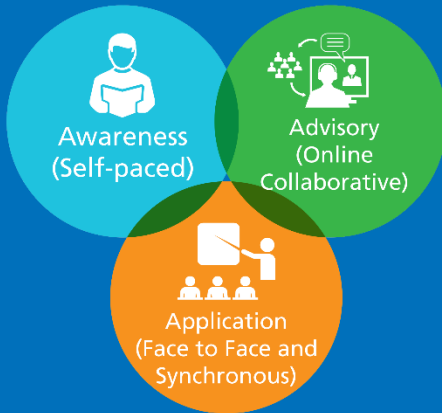 Awareness
(Self-paced)
Advisory
(Online
Collaborative)
Application
(Face to Face and
Synchronous)